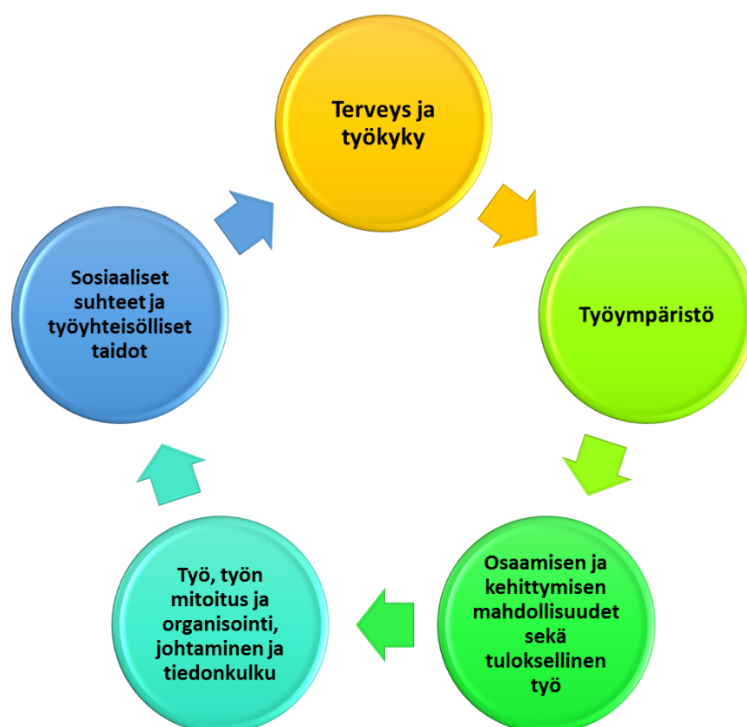 Terveys ja
työkyky
Työympäristö
Osaamisen ja
kehittymisen
mahdollisuudet
sekä
tuloksellinen
työ
Työ, työn
mitoitus ja
organisointi,
johtaminen ja
tiedonkulku
Sosiaaliset
suhteet ja
työyhteisölliset
taidot